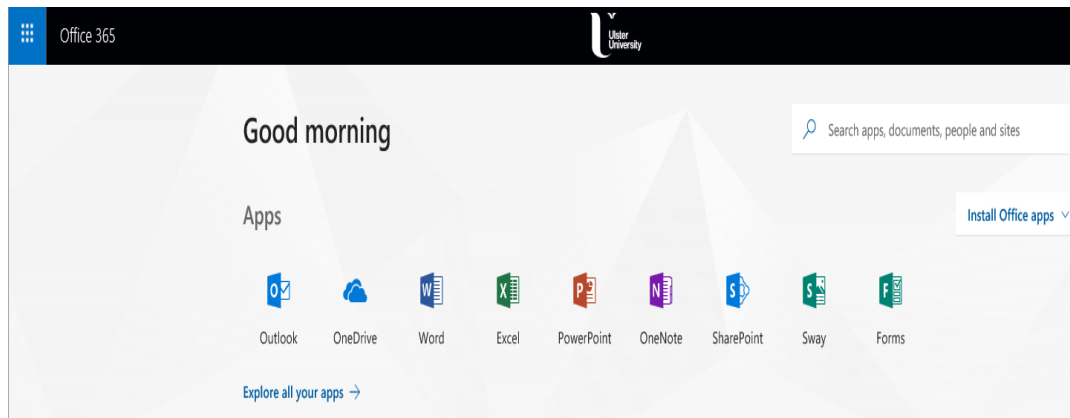 Office 365
Ulster
University
Good morning
Search apps, documents, people and sites
Apps
Install Office apps
Outlook OneDrive Word Excel PowerPoint OneNote SharePoint Sway Forms
Explore all your apps →